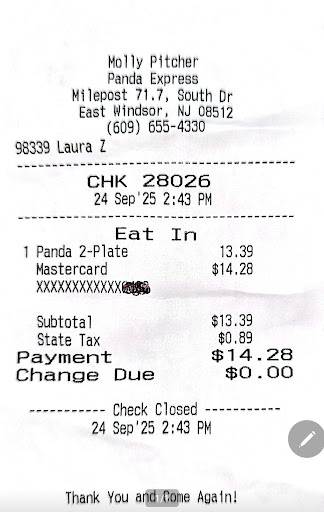 Molly Pitcher
Panda Express
Milepost 71.7, South Dr
East Windsor, NJ 08512
(609) 655-4330
98339 Laura Z
CHK 28026
24 Sep'25 2:43 PM
Eat In
1 Panda 2-Plate 13.39
Mastercard $14.28
XXXXXXXXXXXX
Subtotal $13.39
State Tax $0.89
Payment $14.28
Change Due $0.00
----------- Check Closed -----------
24 Sep'25 2:43 PM
Thank You and Come Again!